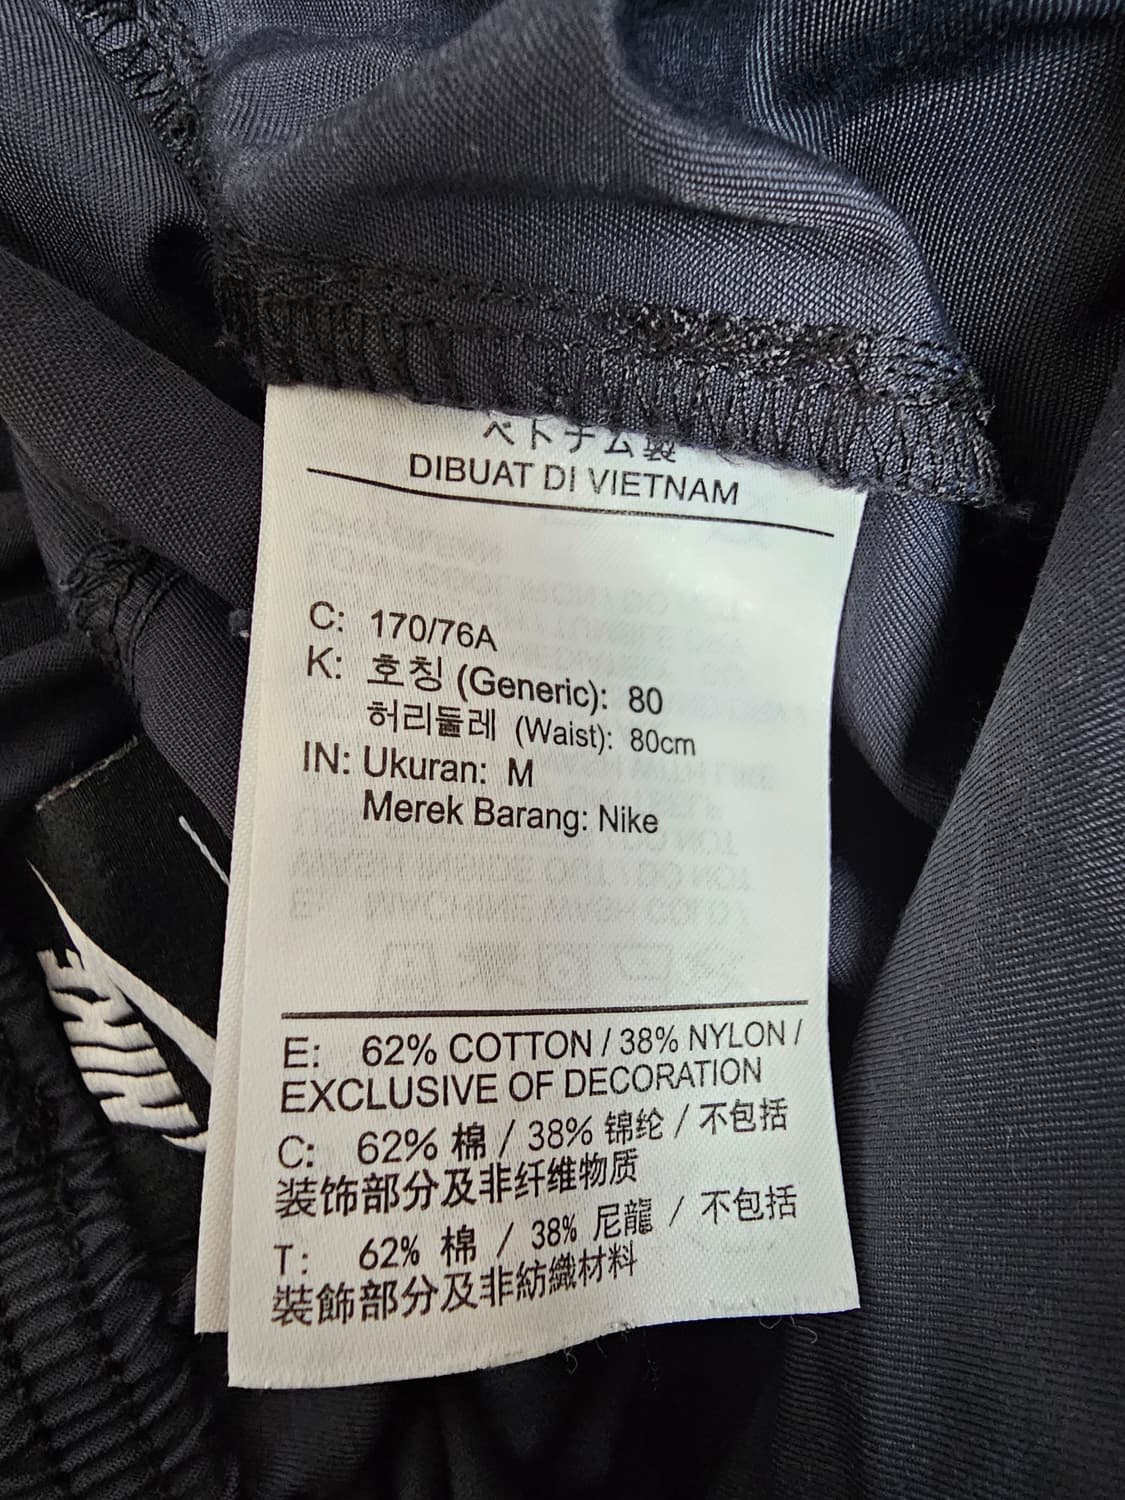 ベトナム製
DIBUAT DI VIETNAM
C: 170/76A
K: 호칭 (Generic): 80
허리둘레 (Waist): 80cm
IN: Ukuran: M
Merek Barang: Nike
E: 62% COTTON / 38% NYLON /
EXCLUSIVE OF DECORATION
C: 62% 棉 / 38% 锦纶 / 不包括
装饰部分及非纤维物质
T: 62% 棉 / 38% 尼龍 / 不包括
裝飾部分及非紡織材料
NIKE